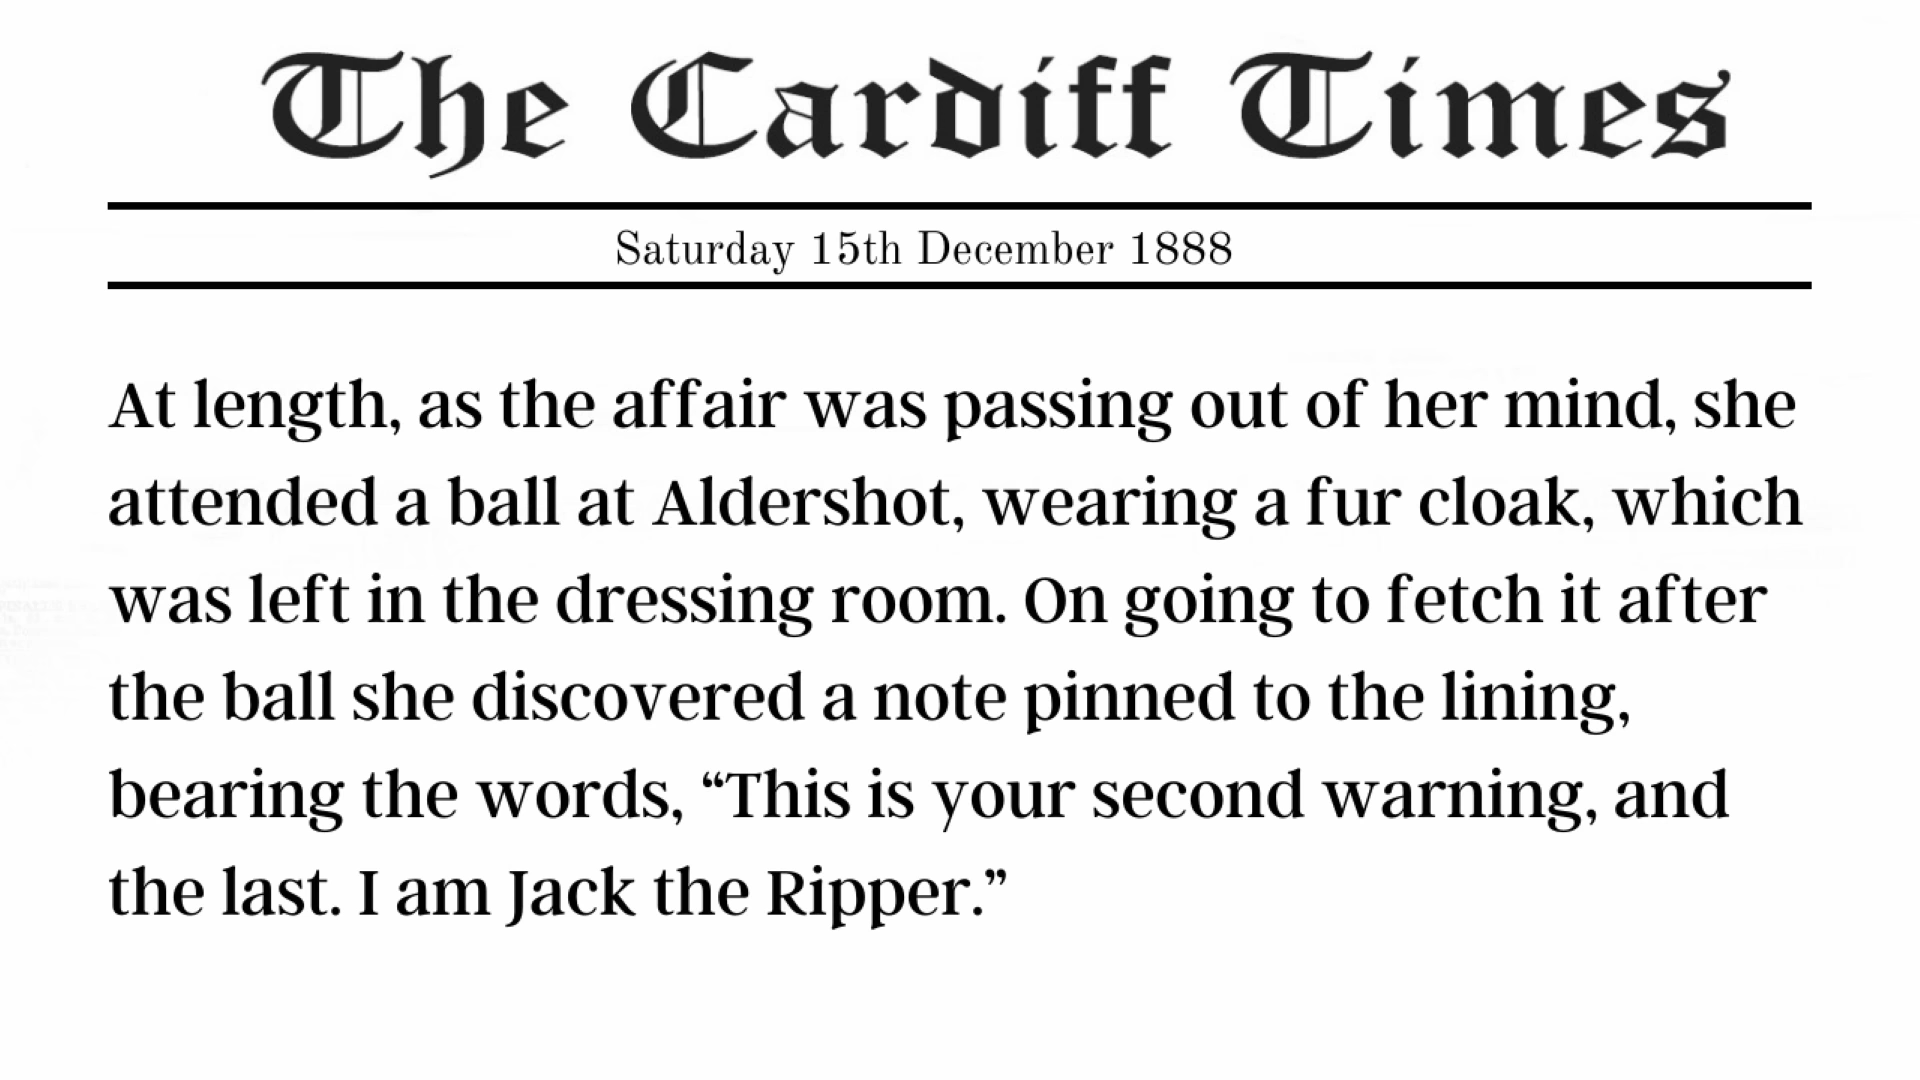 The Cardiff Times
Saturday 15th December 1888
At length, as the affair was passing out of her mind, she
attended a ball at Aldershot, wearing a fur cloak, which
was left in the dressing room. On going to fetch it after
the ball she discovered a note pinned to the lining,
bearing the words, “This is your second warning, and
the last. I am Jack the Ripper.”